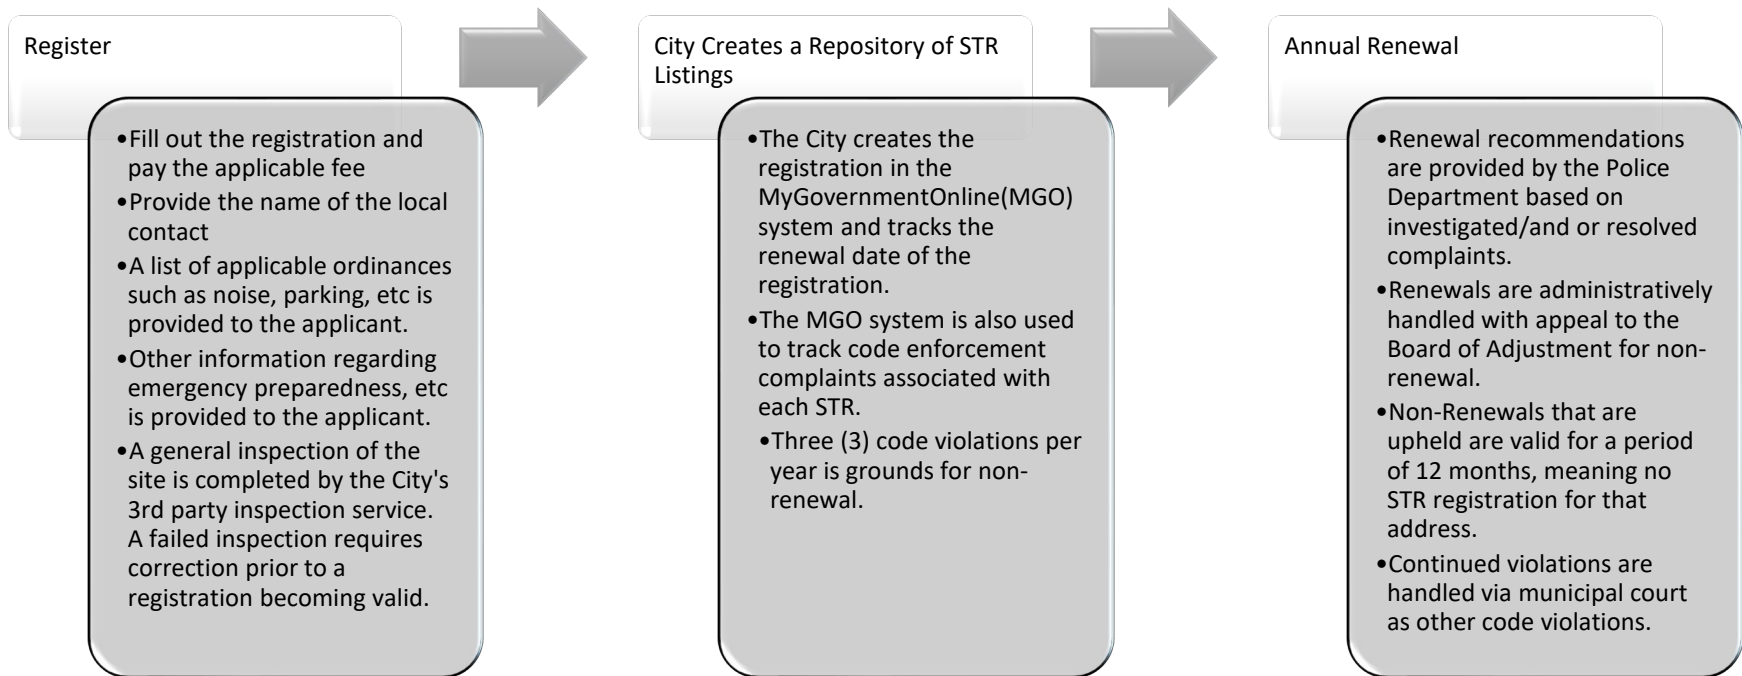 Register
•Fill out the registration and
pay the applicable fee
•Provide the name of the local
contact
•A list of applicable ordinances
such as noise, parking, etc is
provided to the applicant.
•Other information regarding
emergency preparedness, etc
is provided to the applicant.
•A general inspection of the
site is completed by the City's
3rd party inspection service.
A failed inspection requires
correction prior to a
registration becoming valid.
City Creates a Repository of STR
Listings
•The City creates the
registration in the
MyGovernmentOnline(MGO)
system and tracks the
renewal date of the
registration.
•The MGO system is also used
to track code enforcement
complaints associated with
each STR.
•Three (3) code violations per
year is grounds for non-
renewal.
Annual Renewal
•Renewal recommendations
are provided by the Police
Department based on
investigated/and or resolved
complaints.
•Renewals are administratively
handled with appeal to the
Board of Adjustment for non-
renewal.
•Non-Renewals that are
upheld are valid for a period
of 12 months, meaning no
STR registration for that
address.
•Continued violations are
handled via municipal court
as other code violations.